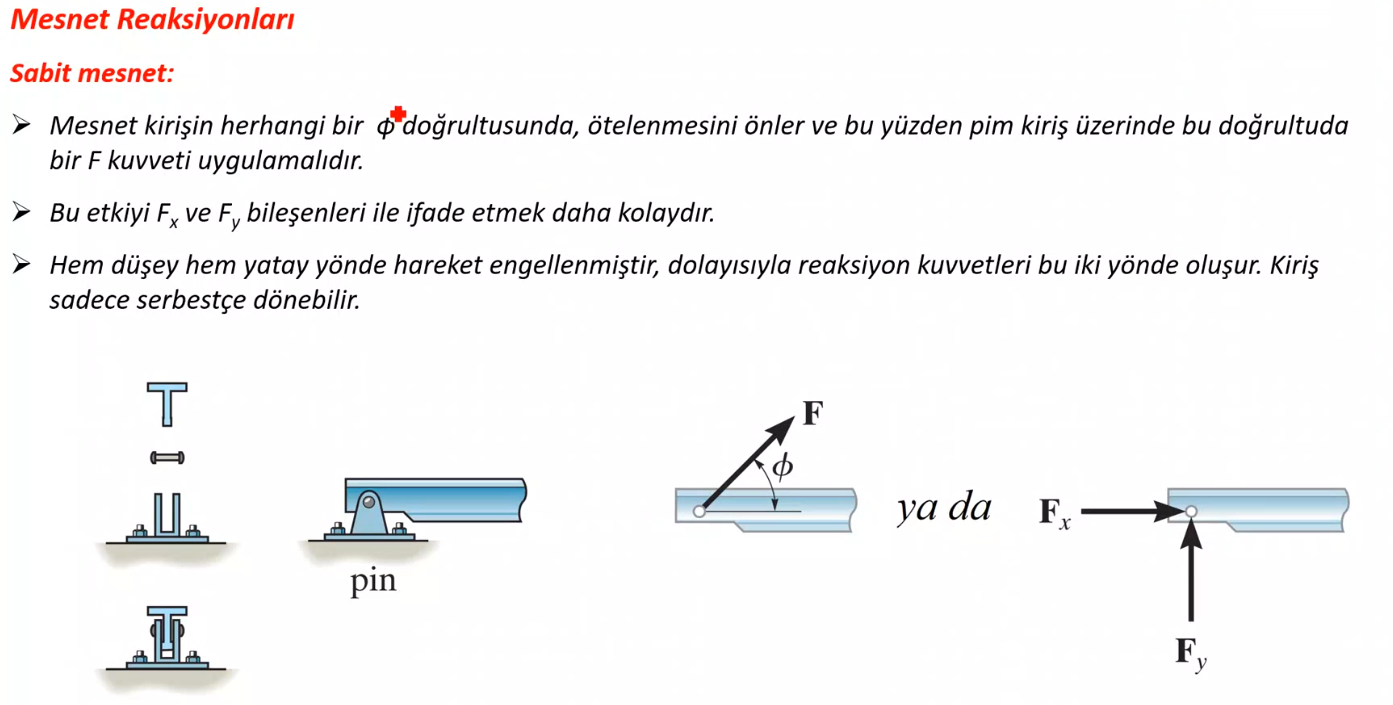 Mesnet Reaksiyonları
Sabit mesnet:
➢ Mesnet kirişin herhangi bir ϕ doğrultusunda, ötelenmesini önler ve bu yüzden pim kiriş üzerinde bu doğrultuda
bir F kuvveti uygulamalıdır.
➢ Bu etkiyi Fx ve Fy bileşenleri ile ifade etmek daha kolaydır.
➢ Hem düşey hem yatay yönde hareket engellenmiştir, dolayısıyla reaksiyon kuvvetleri bu iki yönde oluşur. Kiriş
sadece serbestçe dönebilir.
pin
F
ϕ
ya da
Fx
Fy